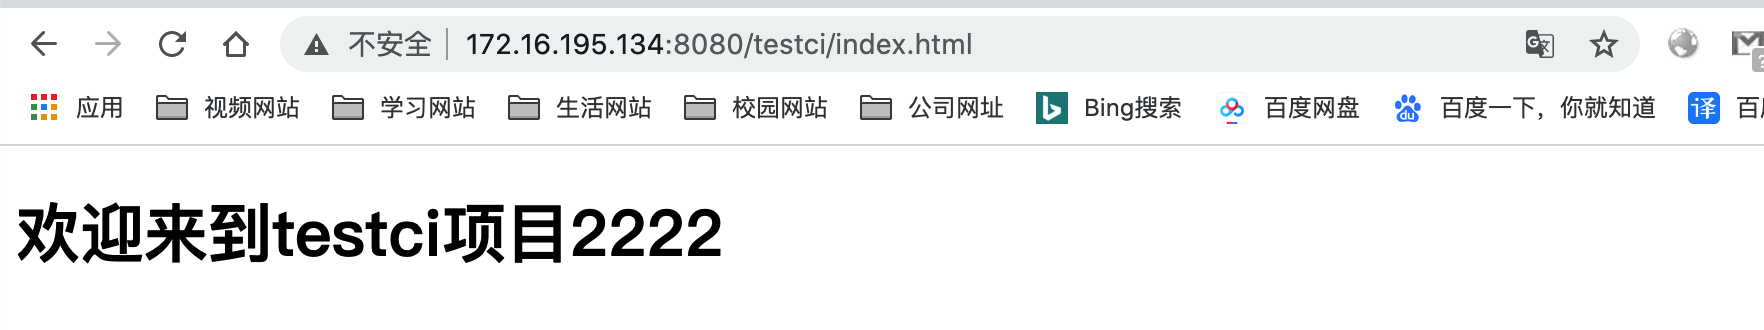 不安全 172.16.195.134:8080/testci/index.html
应用 视频网站 学习网站 生活网站 校园网站 公司网址 Bing搜索 百度网盘 du 百度一下，你就知道 译
欢迎来到testci项目2222